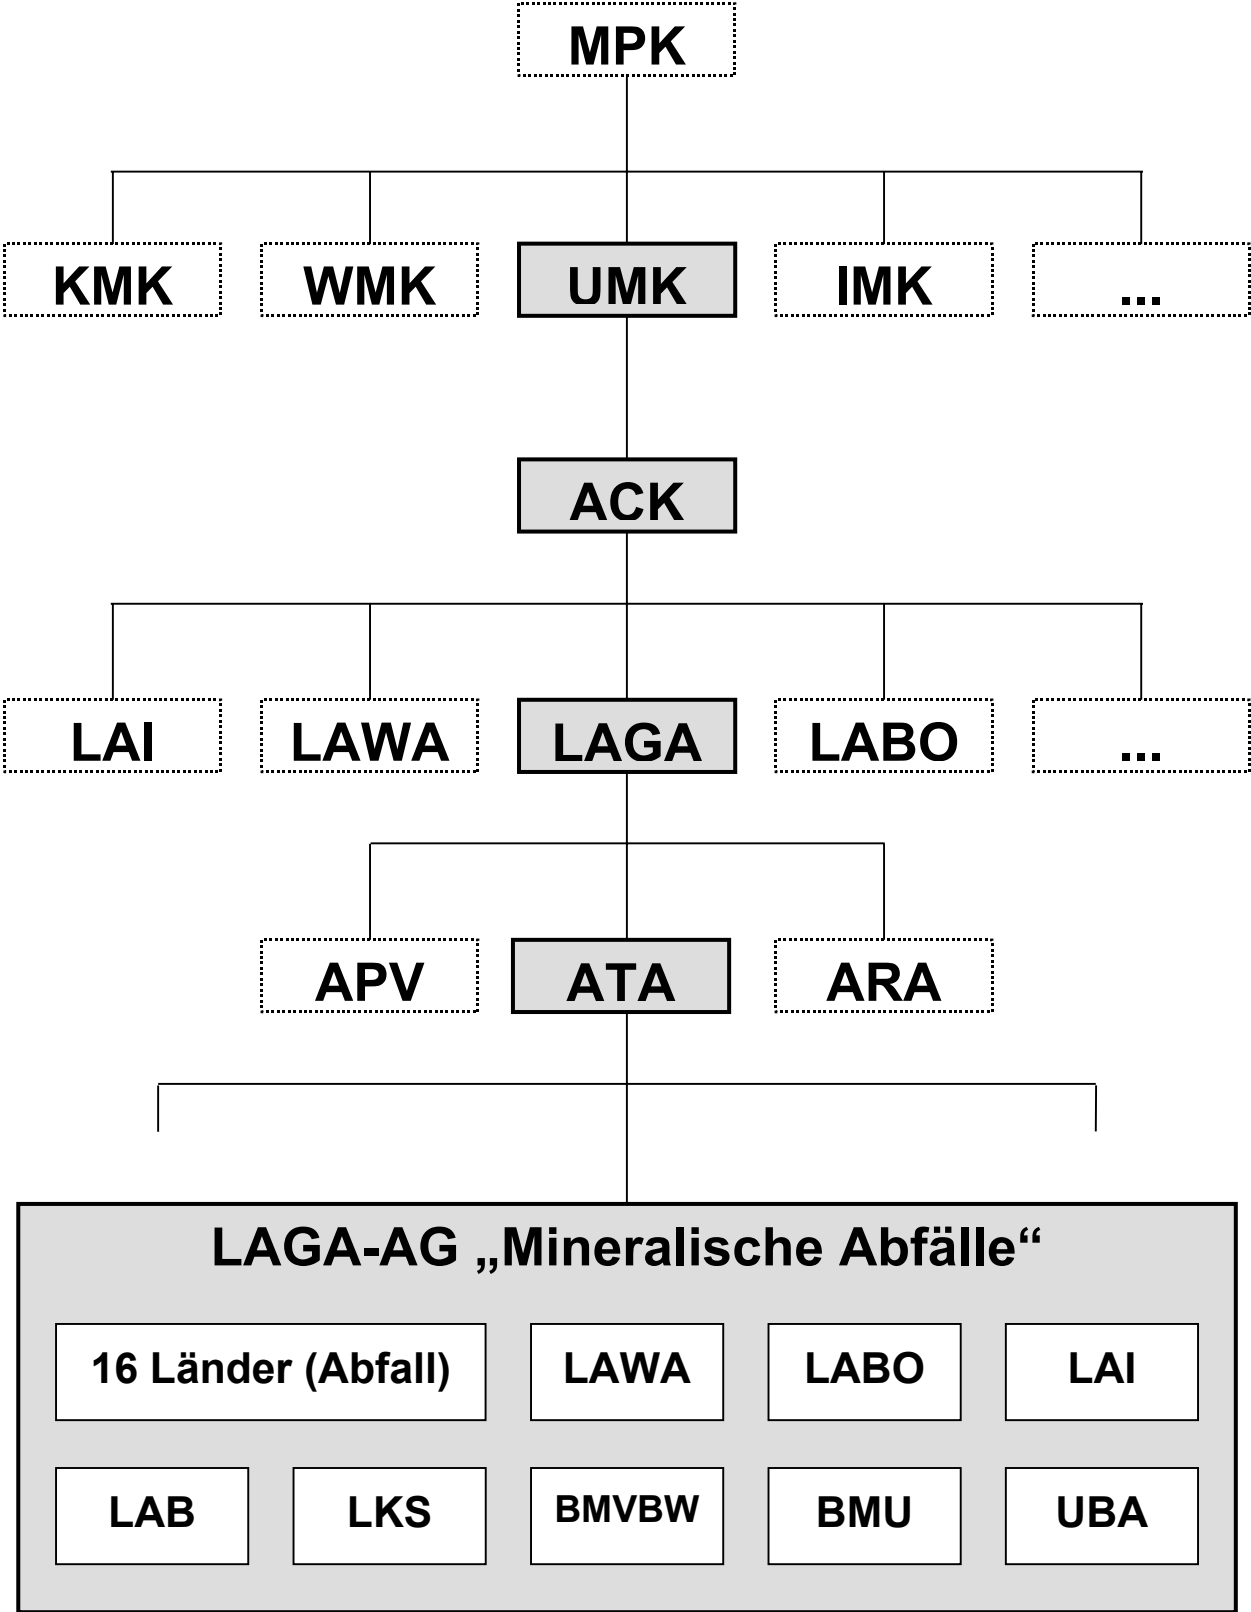 MPK
KMK WMK UMK IMK ...
ACK
LAI LAWA LAGA LABO ...
APV ATA ARA
LAGA-AG „Mineralische Abfälle“
16 Länder (Abfall) LAWA LABO LAI
LAB LKS BMVBW BMU UBA